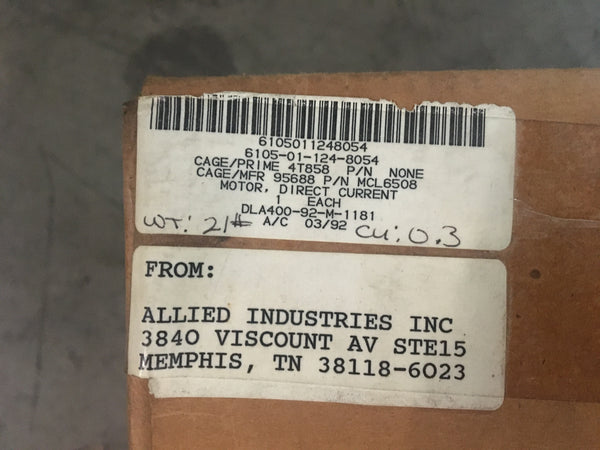 6105011248054
6105-01-124-8054
CAGE/PRIME 4T858 P/N NONE
CAGE/MFR 95688 P/N MCL6508
MOTOR, DIRECT CURRENT
1 EACH
DLA400-92-M-1181
WT: 21# A/C 03/92 CU: 0.3
FROM:
ALLIED INDUSTRIES INC
3840 VISCOUNT AV STE15
MEMPHIS, TN 38118-6023